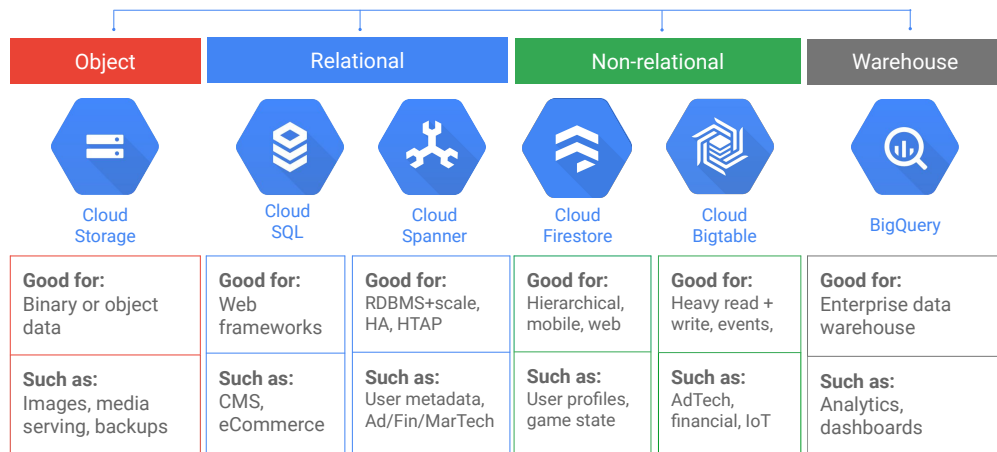 Object
Relational
Non-relational
Warehouse
Cloud
Storage
Cloud
SQL
Cloud
Spanner
Cloud
Firestore
Cloud
Bigtable
BigQuery
Good for:
Binary or object
data
Good for:
Web
frameworks
Good for:
RDBMS+scale,
HA, HTAP
Good for:
Hierarchical,
mobile, web
Good for:
Heavy read +
write, events,
Good for:
Enterprise data
warehouse
Such as:
Images, media
serving, backups
Such as:
CMS,
eCommerce
Such as:
User metadata,
Ad/Fin/MarTech
Such as:
User profiles,
game state
Such as:
AdTech,
financial, IoT
Such as:
Analytics,
dashboards